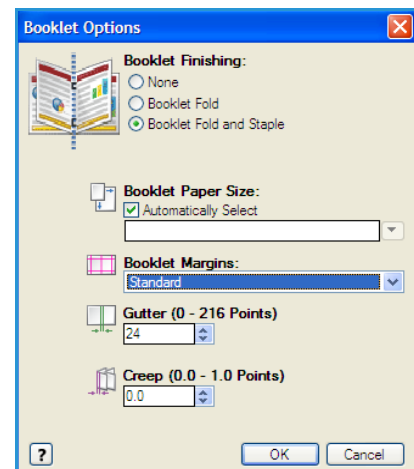 Booklet Options
Booklet Finishing:
None
Booklet Fold
Booklet Fold and Staple
Booklet Paper Size:
Automatically Select
Booklet Margins:
Standard
Gutter (0 - 216 Points)
24
Creep (0.0 - 1.0 Points)
0.0
? OK Cancel